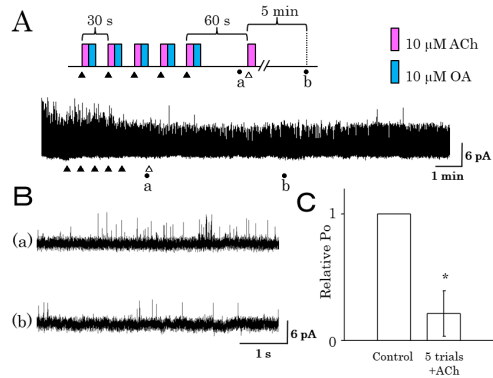 A
30 s
60 s
5 min
10 μM ACh
10 μM OA
a
b
6 pA
1 min
a
b
B
C
(a)
(b)
6 pA
1 s
Relative Po
1
0
*
Control
5 trials
+ACh